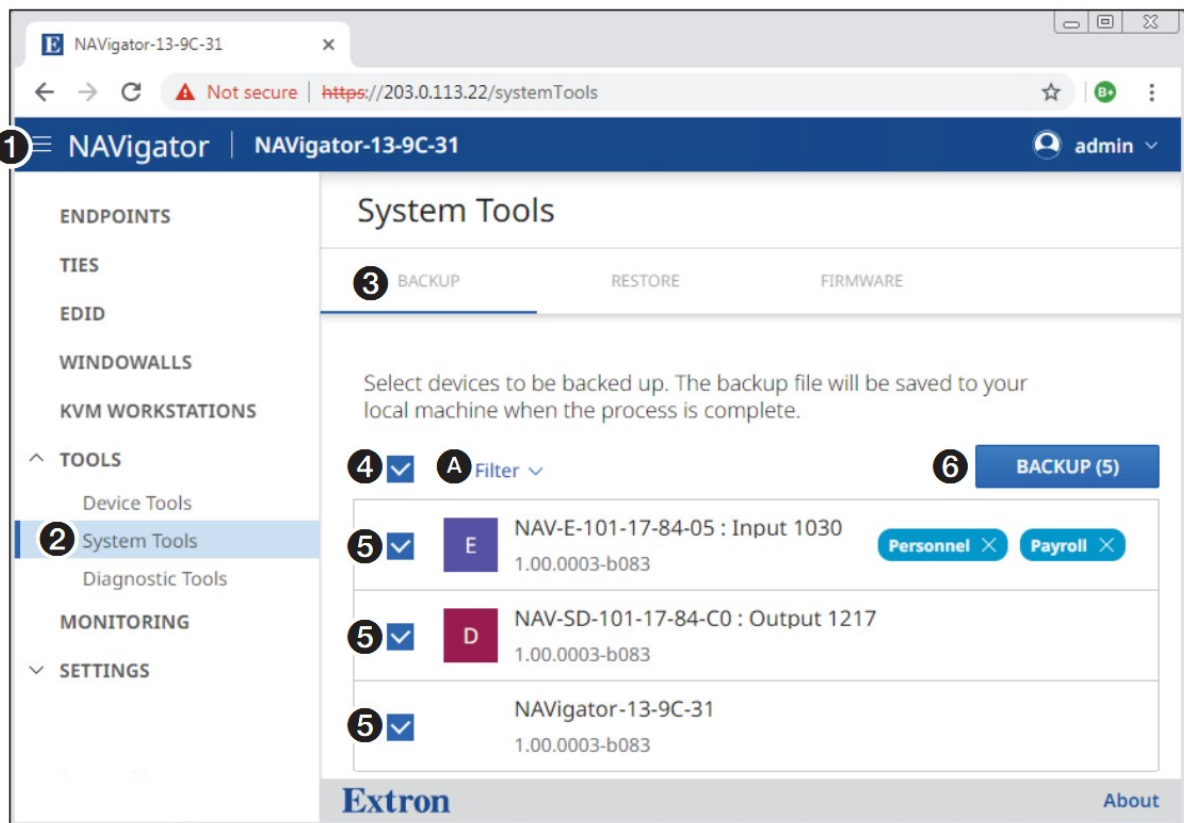 E NAVigator-13-9C-31
Not secure | https://203.0.113.22/systemTools
B+
1 NAVigator | NAVigator-13-9C-31
admin
ENDPOINTS
TIES
EDID
WINDOWALLS
KVM WORKSTATIONS
TOOLS
Device Tools
2 System Tools
Diagnostic Tools
MONITORING
SETTINGS
System Tools
3 BACKUP RESTORE FIRMWARE
Select devices to be backed up. The backup file will be saved to your
local machine when the process is complete.
4 A Filter 6 BACKUP (5)
5 E NAV-E-101-17-84-05 : Input 1030 Personnel Payroll
1.00.0003-b083
5 D NAV-SD-101-17-84-C0 : Output 1217
1.00.0003-b083
5 NAVigator-13-9C-31
1.00.0003-b083
Extron About